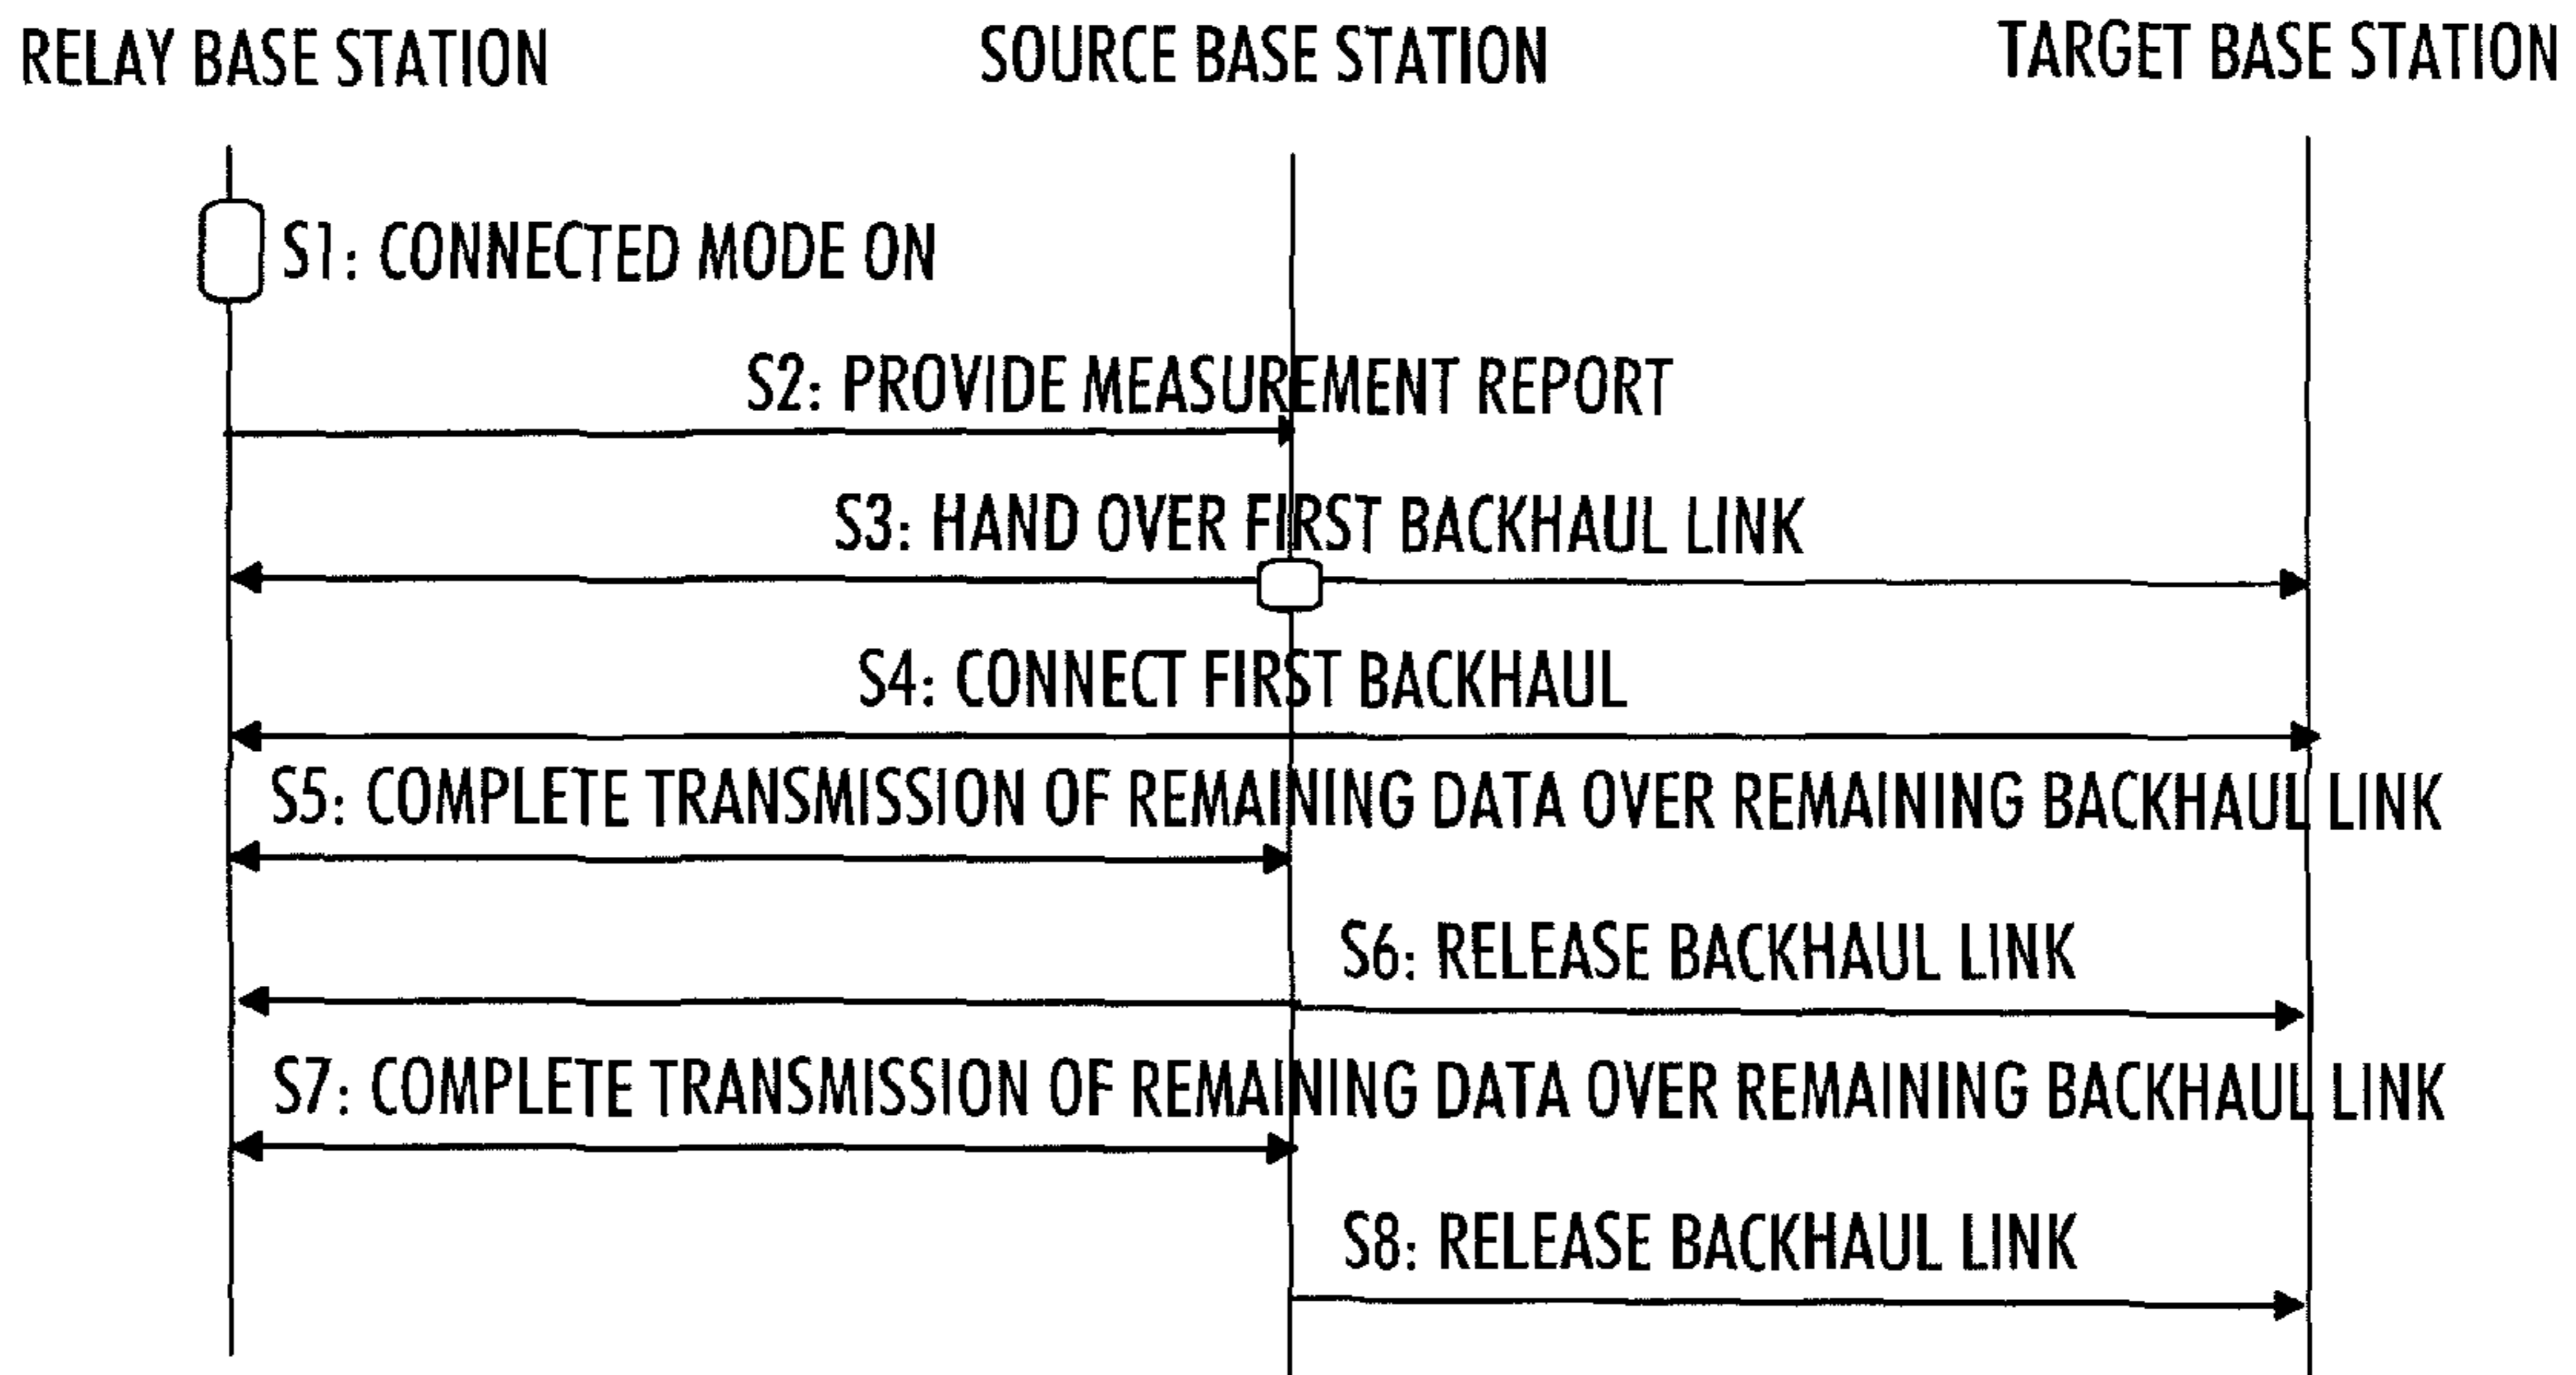 RELAY BASE STATION
SOURCE BASE STATION
TARGET BASE STATION
S1: CONNECTED MODE ON
S2: PROVIDE MEASUREMENT REPORT
S3: HAND OVER FIRST BACKHAUL LINK
S4: CONNECT FIRST BACKHAUL
S5: COMPLETE TRANSMISSION OF REMAINING DATA OVER REMAINING BACKHAUL LINK
S6: RELEASE BACKHAUL LINK
S7: COMPLETE TRANSMISSION OF REMAINING DATA OVER REMAINING BACKHAUL LINK
S8: RELEASE BACKHAUL LINK